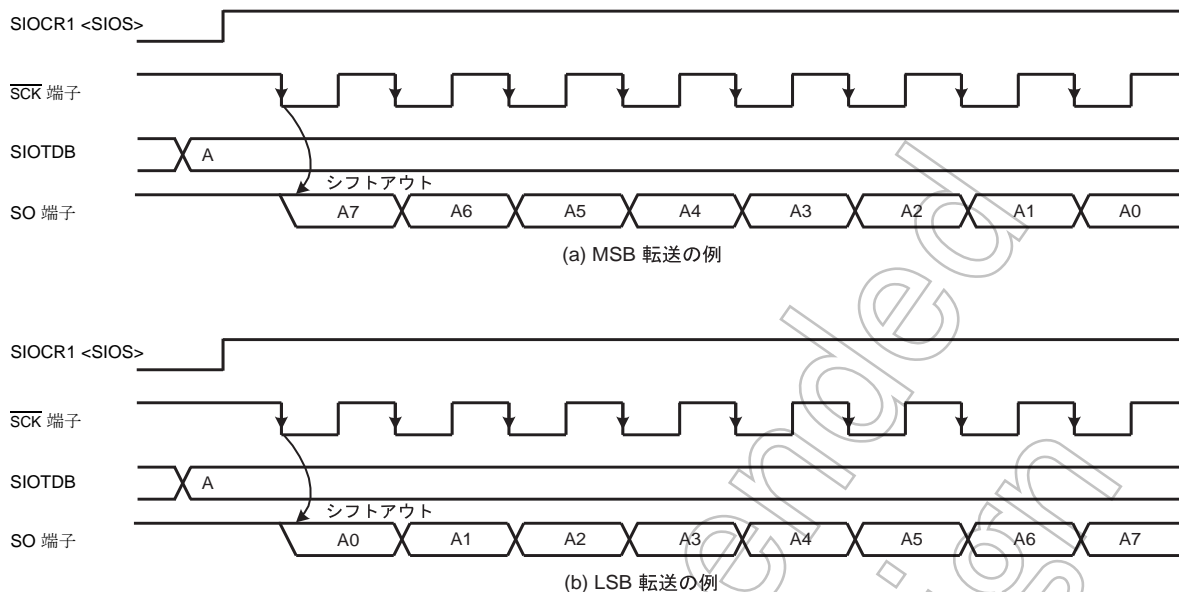 SIOCR1 <SIOS>
SCK 端子
SIOTDB
A
シフトアウト
SO 端子
A7 A6 A5 A4 A3 A2 A1 A0
(a) MSB 転送の例
SIOCR1 <SIOS>
SCK 端子
SIOTDB
A
シフトアウト
SO 端子
A0 A1 A2 A3 A4 A5 A6 A7
(b) LSB 転送の例